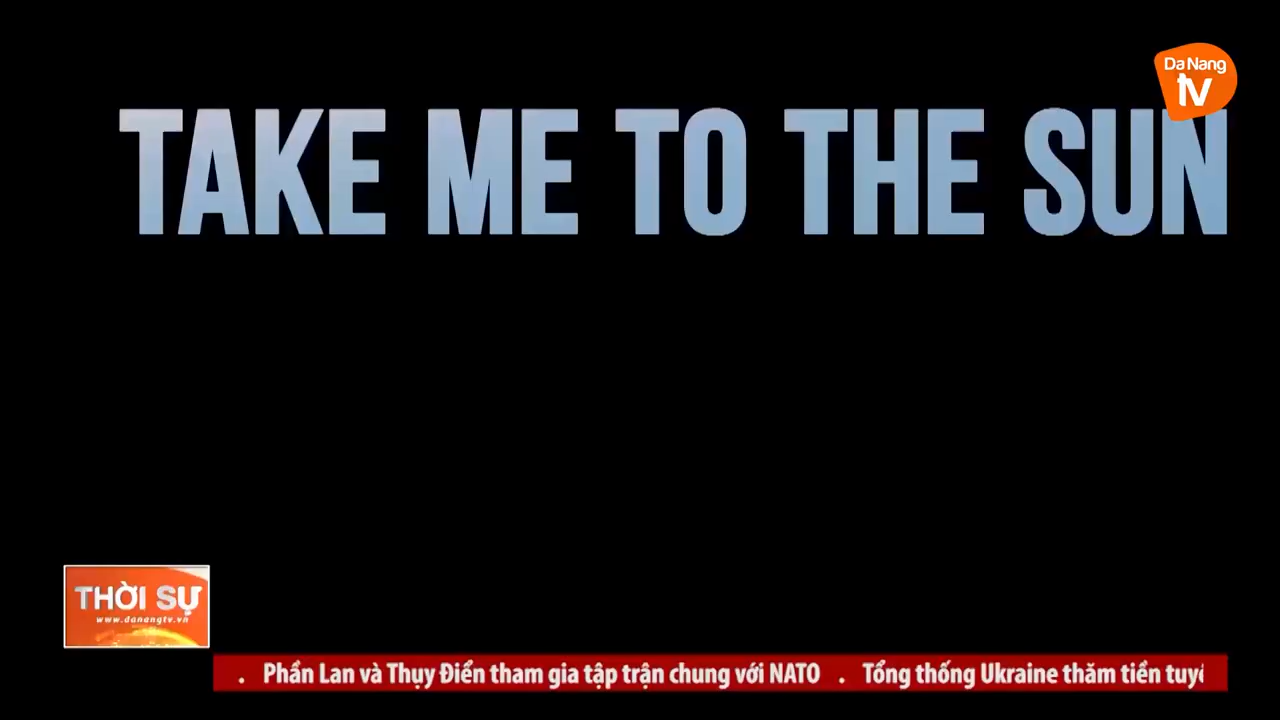 Da Nang
tv
TAKE ME TO THE SUN
THỜI SỰ
www.danangtv.vn
. Phần Lan và Thụy Điển tham gia tập trận chung với NATO . Tổng thống Ukraine thăm tiền